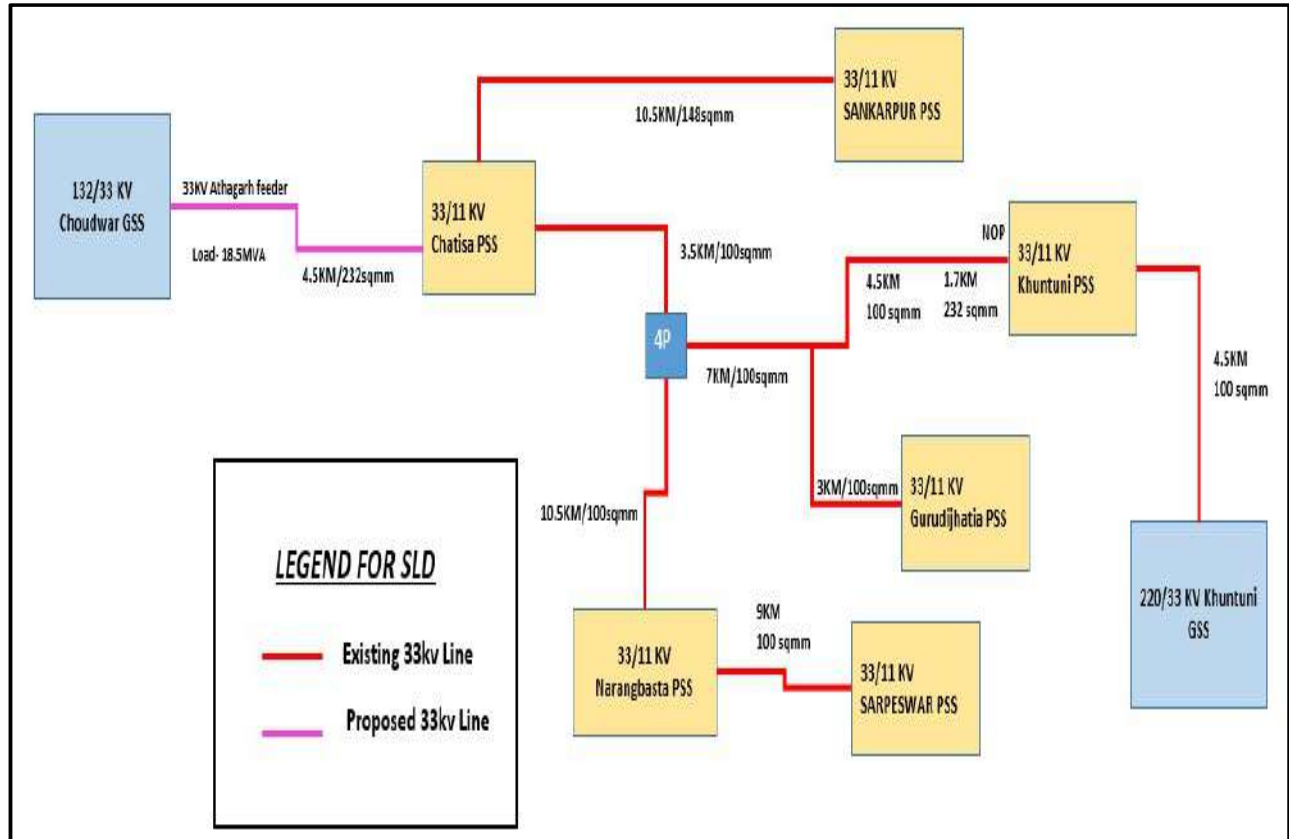 33/11 KV
SANKARPUR PSS
10.5KM/148sqmm
132/33 KV
Choudwar GSS
33KV Athagarh feeder
Load- 18.5MVA
4.5KM/232sqmm
33/11 KV
Chatisa PSS
3.5KM/100sqmm
NOP
33/11 KV
Khuntuni PSS
4.5KM
100 sqmm
1.7KM
232 sqmm
4P
7KM/100sqmm
4.5KM
100 sqmm
3KM/100sqmm
33/11 KV
Gurudijhatia PSS
10.5KM/100sqmm
220/33 KV Khuntuni
GSS
33/11 KV
Narangbasta PSS
9KM
100 sqmm
33/11 KV
SARPESWAR PSS
LEGEND FOR SLD
Existing 33kv Line
Proposed 33kv Line